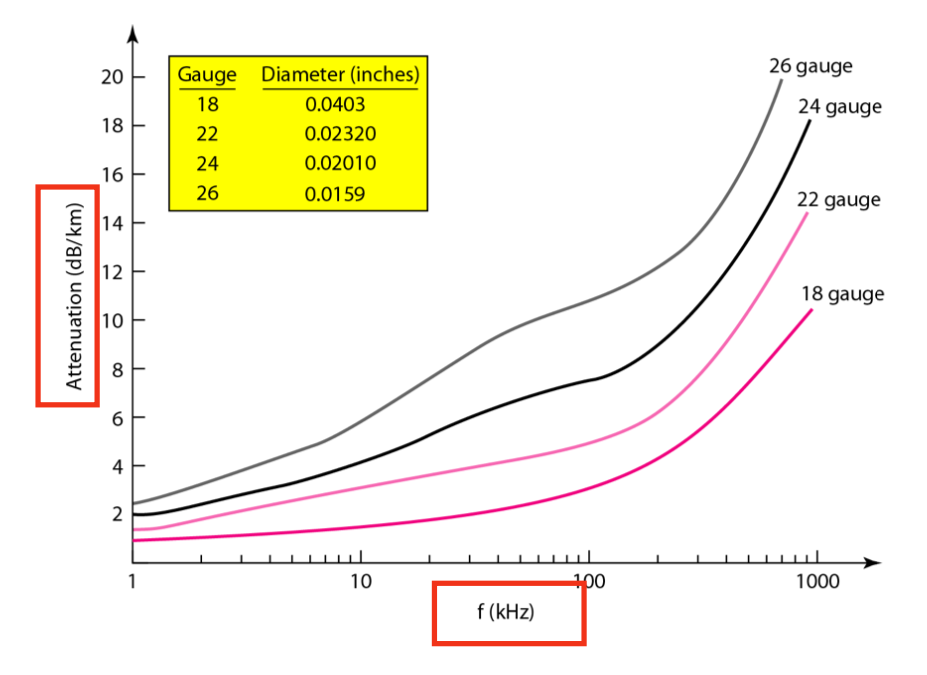 26 gauge
24 gauge
22 gauge
18 gauge
Gauge Diameter (inches)
18 0.0403
22 0.02320
24 0.02010
26 0.0159
20
18
16
14
12
10
8
6
4
2
Attenuation (dB/km)
1 10 100 1000
f (kHz)